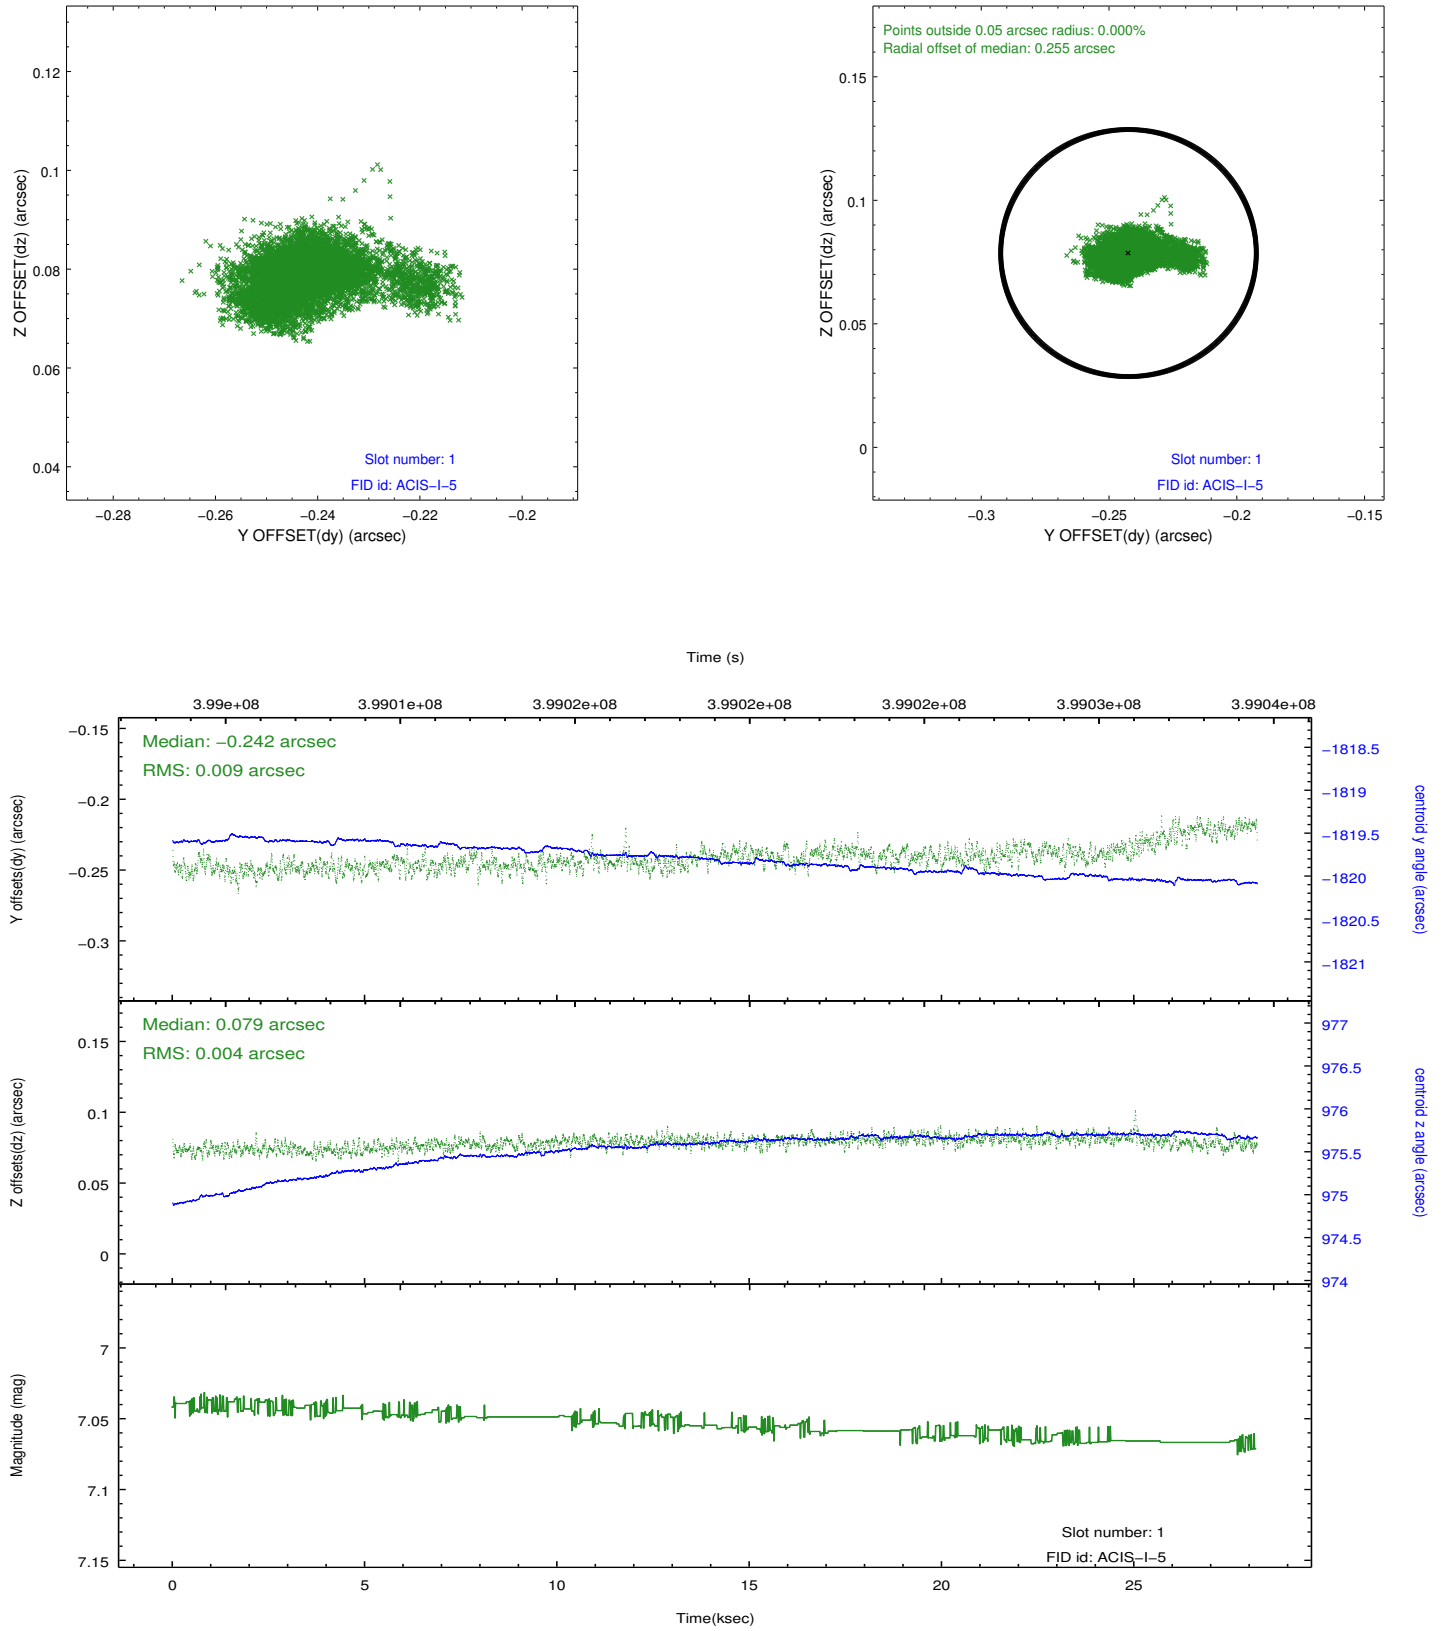 0.12
0.1
0.08
0.06
0.04
Z OFFSET(dz) (arcsec)
Slot number: 1
FID id: ACIS−I−5
−0.28
−0.26
−0.24
−0.22
−0.2
Y OFFSET(dy) (arcsec)
Points outside 0.05 arcsec radius: 0.000%
Radial offset of median: 0.255 arcsec
0.15
0.1
0.05
0
Z OFFSET(dz) (arcsec)
Slot number: 1
FID id: ACIS−I−5
−0.3
−0.25
−0.2
−0.15
Y OFFSET(dy) (arcsec)
Time (s)
3.99e+08
3.9901e+08
3.9902e+08
3.9902e+08
3.9902e+08
3.9903e+08
3.9904e+08
Median: −0.242 arcsec
RMS: 0.009 arcsec
−0.15
−0.2
−0.25
−0.3
Y offsets(dy) (arcsec)
−1818.5
−1819
−1819.5
−1820
−1820.5
−1821
centroid y angle (arcsec)
Median: 0.079 arcsec
RMS: 0.004 arcsec
0.15
0.1
0.05
0
Z offsets(dz) (arcsec)
977
976.5
976
975.5
975
974.5
974
centroid z angle (arcsec)
7
7.05
7.1
7.15
Magnitude (mag)
Slot number: 1
FID id: ACIS−I−5
0
5
10
15
20
25
Time(ksec)